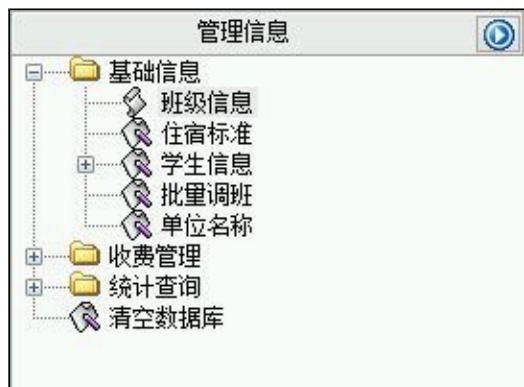 管理信息
基础信息
班级信息
住宿标准
学生信息
批量调班
单位名称
收费管理
统计查询
清空数据库